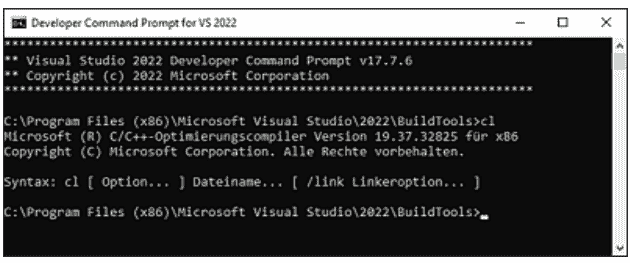 Developer Command Prompt for VS 2022
**********************************************************************
** Visual Studio 2022 Developer Command Prompt v17.7.6
** Copyright (c) 2022 Microsoft Corporation
**********************************************************************
C:\Program Files (x86)\Microsoft Visual Studio\2022\BuildTools>cl
Microsoft (R) C/C++-Optimierungscompiler Version 19.37.32825 für x86
Copyright (C) Microsoft Corporation. Alle Rechte vorbehalten.
Syntax: cl [ Option... ] Dateiname... [ /link Linkeroption... ]
C:\Program Files (x86)\Microsoft Visual Studio\2022\BuildTools>